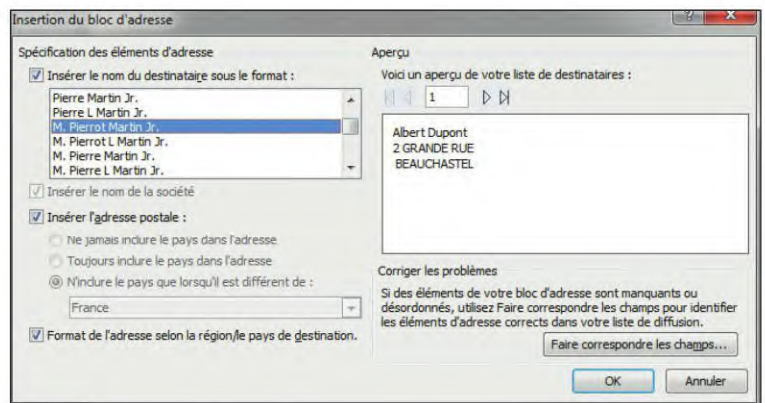 Insertion du bloc d'adresse
Spécification des éléments d'adresse
Insérer le nom du destinataire sous le format :
Pierre Martin Jr.
Pierre L Martin Jr.
M. Pierrot Martin Jr.
M. Pierrot L Martin Jr.
M. Pierre Martin Jr.
M. Pierre L Martin Jr.
Insérer le nom de la société
Insérer l'adresse postale :
Ne jamais inclure le pays dans l'adresse
Toujours inclure le pays dans l'adresse
N'inclure le pays que lorsqu'il est différent de :
France
Format de l'adresse selon la région/le pays de destination.
Aperçu
Voici un aperçu de votre liste de destinataires :
1
Albert Dupont
2 GRANDE RUE
BEAUCHASTEL
Corriger les problèmes
Si des éléments de votre bloc d'adresse sont manquants ou
désordonnés, utilisez Faire correspondre les champs pour identifier
les éléments d'adresse corrects dans votre liste de diffusion.
Faire correspondre les champs...
OK
Annuler